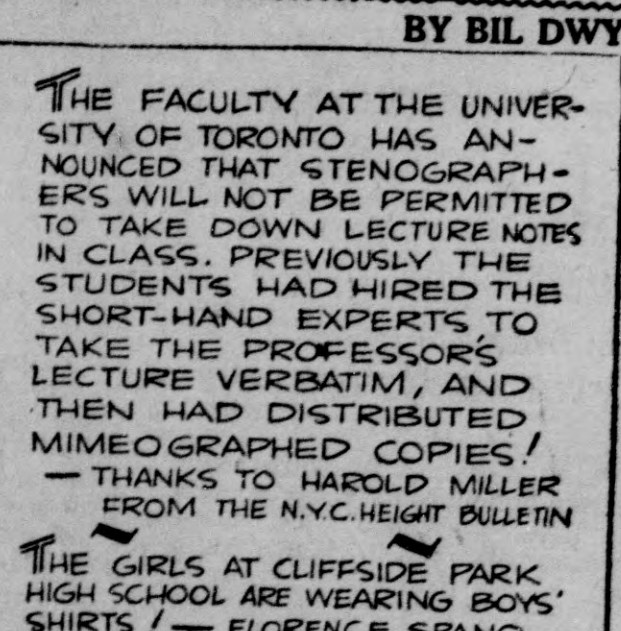 BY BIL DWY
THE FACULTY AT THE UNIVER-
SITY OF TORONTO HAS AN-
NOUNCED THAT STENOGRAPH-
ERS WILL NOT BE PERMITTED
TO TAKE DOWN LECTURE NOTES
IN CLASS. PREVIOUSLY THE
STUDENTS HAD HIRED THE
SHORT-HAND EXPERTS TO
TAKE THE PROFESSOR'S
LECTURE VERBATIM, AND
THEN HAD DISTRIBUTED
MIMEOGRAPHED COPIES!
— THANKS TO HAROLD MILLER
FROM THE N.Y.C. HEIGHT BULLETIN
THE GIRLS AT CLIFFSIDE PARK
HIGH SCHOOL ARE WEARING BOYS'
SHIRTS! — FLORENCE SPANO